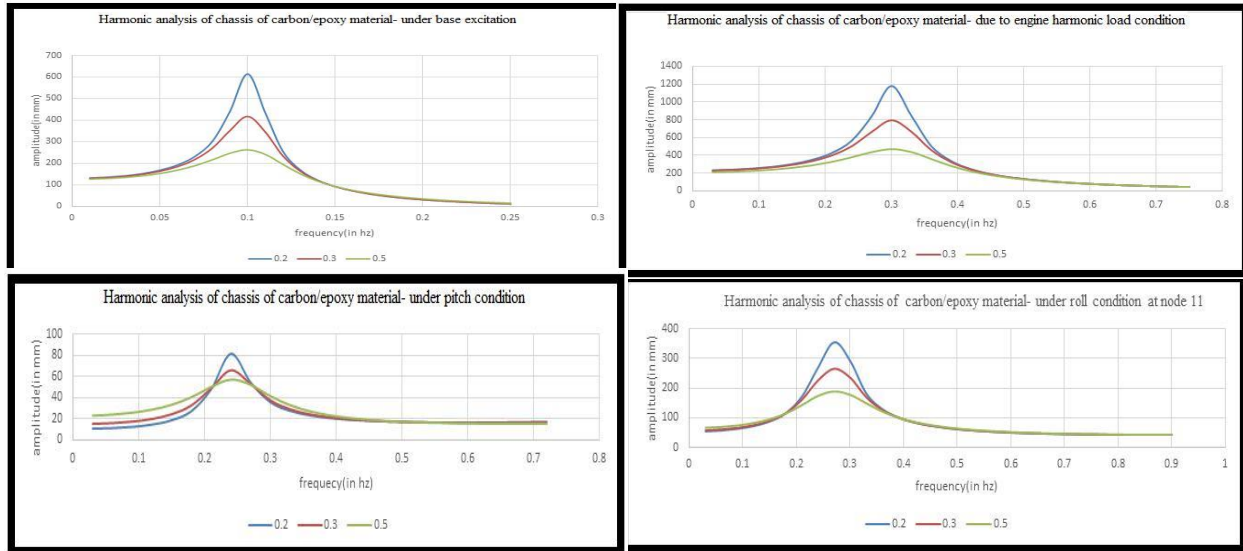 Harmonic analysis of chassis of carbon/epoxy material- under base excitation
700
600
500
400
300
200
100
0
amplitude(in mm)
0 0.05 0.1 0.15 0.2 0.25 0.3
frequency(in hz)
0.2 0.3 0.5
Harmonic analysis of chassis of carbon/epoxy material- due to engine harmonic load condition
1400
1200
1000
800
600
400
200
0
amplitude(in mm)
0 0.1 0.2 0.3 0.4 0.5 0.6 0.7 0.8
frequency(in hz)
0.2 0.3 0.5
Harmonic analysis of chassis of carbon/epoxy material- under pitch condition
100
80
60
40
20
0
amplitude(in mm)
0 0.1 0.2 0.3 0.4 0.5 0.6 0.7 0.8
frequecy(in hz)
0.2 0.3 0.5
Harmonic analysis of chassis of carbon/epoxy material- under roll condition at node 11
400
300
200
100
0
amplitude(in mm)
0 0.1 0.2 0.3 0.4 0.5 0.6 0.7 0.8 0.9 1
frequency(in hz)
0.2 0.3 0.5